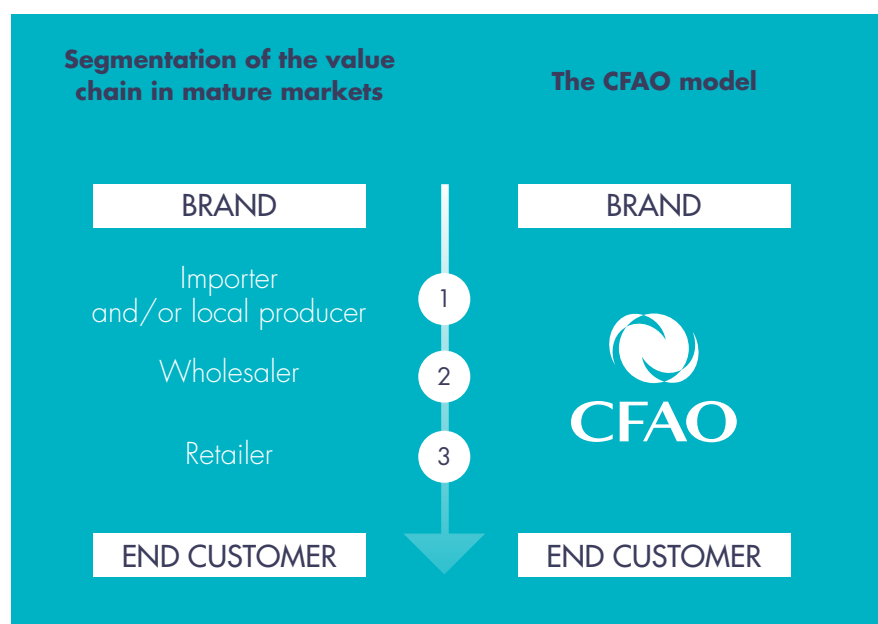 Segmentation of the value
chain in mature markets
The CFAO model
BRAND
BRAND
Importer
and/or local producer
1
Wholesaler
2
CFAO
Retailer
3
END CUSTOMER
END CUSTOMER